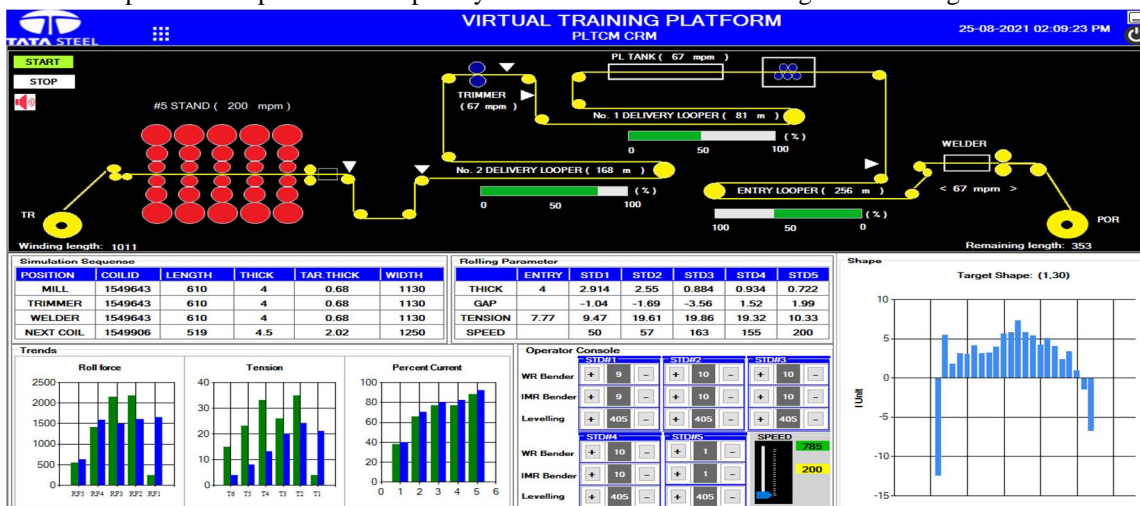 VIRTUAL TRAINING PLATFORM
PLTCM CRM
25-08-2021 02:09:23 PM
TATA STEEL
START
STOP
#5 STAND ( 200 mpm )
TRIMMER
(67 mpm )
PL TANK ( 67 mpm )
No. 1 DELIVERY LOOPER ( 81 m )
(%)
0 50 100
No. 2 DELIVERY LOOPER ( 168 m )
(%)
0 50 100
WELDER
< 67 mpm >
ENTRY LOOPER ( 256 m )
(%)
100 50 0
TR
POR
Winding length: 1011
Remaining length: 353
Simulation Sequence
POSITION COILID LENGTH THICK TAR.THICK WIDTH
MILL 1549643 610 4 0.68 1130
TRIMMER 1549643 610 4 0.68 1130
WELDER 1549643 610 4 0.68 1130
NEXT COIL 1549906 519 4.5 2.02 1250
Rolling Parameter
ENTRY STD1 STD2 STD3 STD4 STD5
THICK 4 2.914 2.55 0.884 0.934 0.722
GAP -1.04 -1.69 -3.56 1.52 1.99
TENSION 7.77 9.47 19.61 19.86 19.32 10.33
SPEED 50 57 163 155 200
Shape
Target Shape: (1,30)
10
5
0
-5
-10
-15
I Unit
Trends
Roll force
2500
2000
1500
1000
500
0
RF5 RF4 RF3 RF2 RF1
Tension
40
30
20
10
0
T6 T5 T4 T3 T2 T1
Percent Current
100
80
60
40
20
0
0 1 2 3 4 5 6
Operator Console
STD#1 STD#2 STD#3
WR Bender + 9 - + 10 - + 10 -
IMR Bender + 9 - + 10 - + 10 -
Levelling + 405 - + 405 - + 405 -
STD#4 STD#5 SPEED
WR Bender + 10 - + 1 - 785
IMR Bender + 10 - + 1 - 200
Levelling + 405 - + 405 -